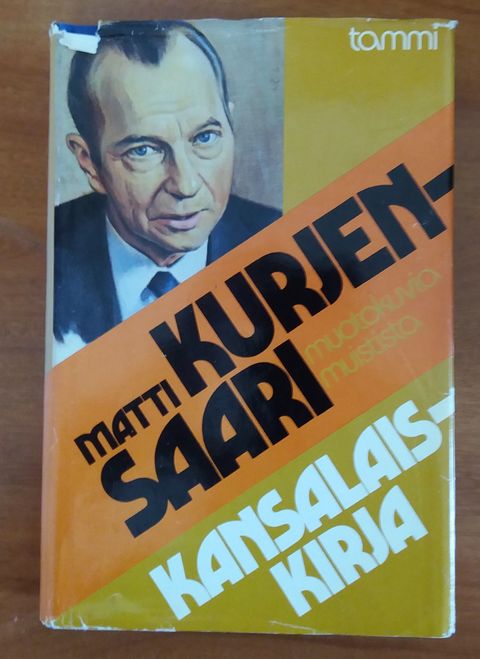 tammi
MATTI KURJEN-
SAARI
muotokuvia
muistista
KANSALAIS-
KIRJA